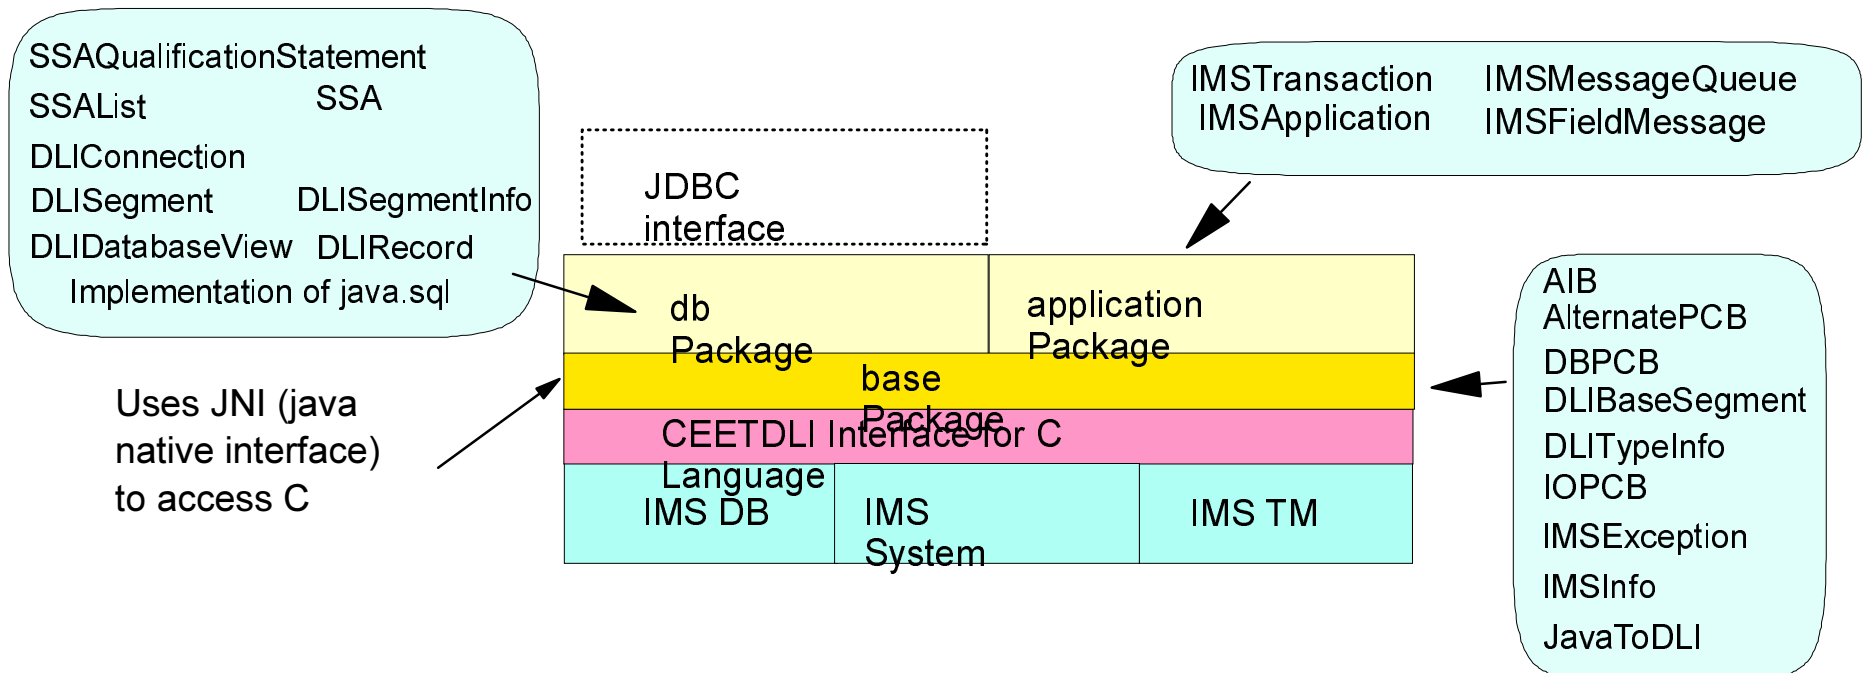 SSAQualificationStatement
SSAList
SSA
DLIConnection
DLISegment
DLISegmentInfo
DLIDatabaseView
DLIRecord
Implementation of java.sql
JDBC
interface
IMSTransaction
IMSMessageQueue
IMSApplication
IMSFieldMessage
db
Package
application
Package
base
Package
CEETDLI Interface for C
Language
IMS DB
IMS
System
IMS TM
Uses JNI (java
native interface)
to access C
AIB
AlternatePCB
DBPCB
DLIBaseSegment
DLITypeInfo
IOPCB
IMSException
IMSInfo
JavaToDLI